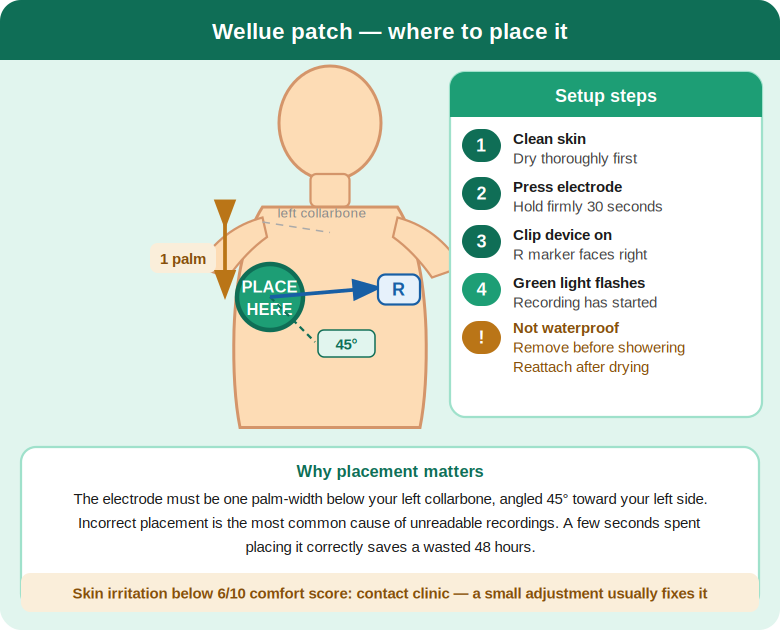 Wellue patch — where to place it
left collarbone
1 palm
PLACE
HERE
R
45°
Setup steps
1
Clean skin
Dry thoroughly first
2
Press electrode
Hold firmly 30 seconds
3
Clip device on
R marker faces right
4
Green light flashes
Recording has started
!
Not waterproof
Remove before showering
Reattach after drying
Why placement matters
The electrode must be one palm-width below your left collarbone, angled 45° toward your left side.
Incorrect placement is the most common cause of unreadable recordings. A few seconds spent
placing it correctly saves a wasted 48 hours.
Skin irritation below 6/10 comfort score: contact clinic — a small adjustment usually fixes it